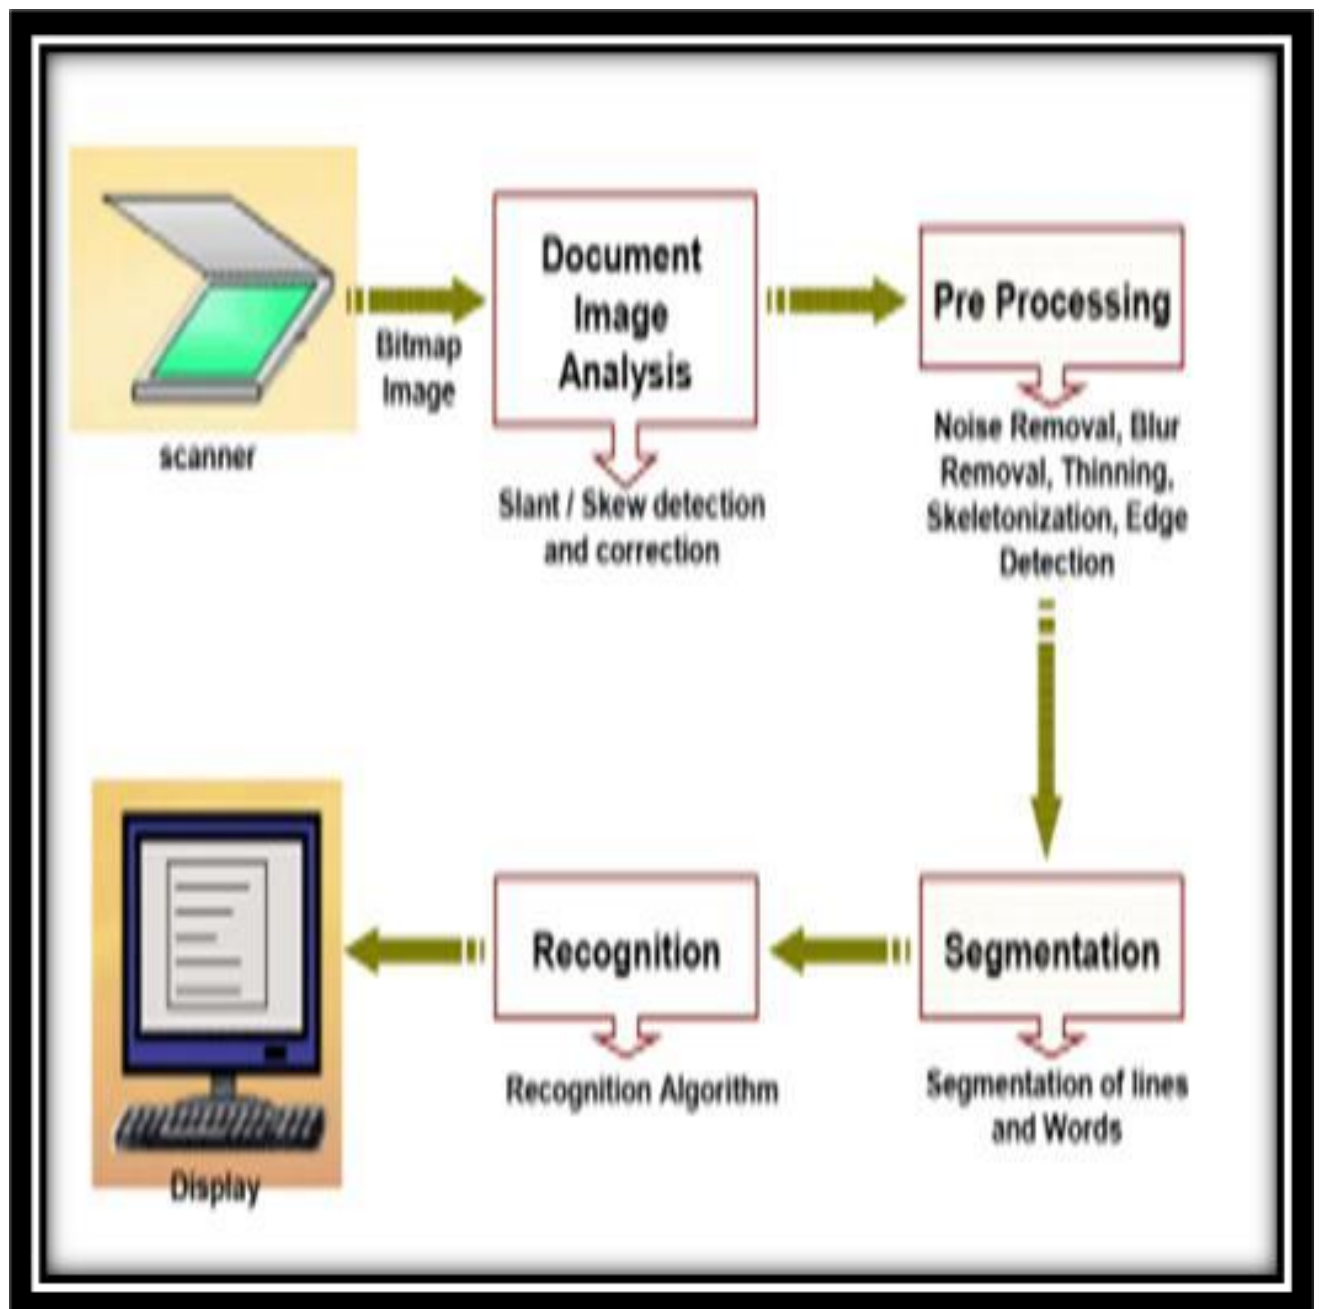 scanner
Bitmap
Image
Document
Image
Analysis
Slant / Skew detection
and correction
Pre Processing
Noise Removal, Blur
Removal, Thinning,
Skeletonization, Edge
Detection
Segmentation
Segmentation of lines
and Words
Recognition
Recognition Algorithm
Display